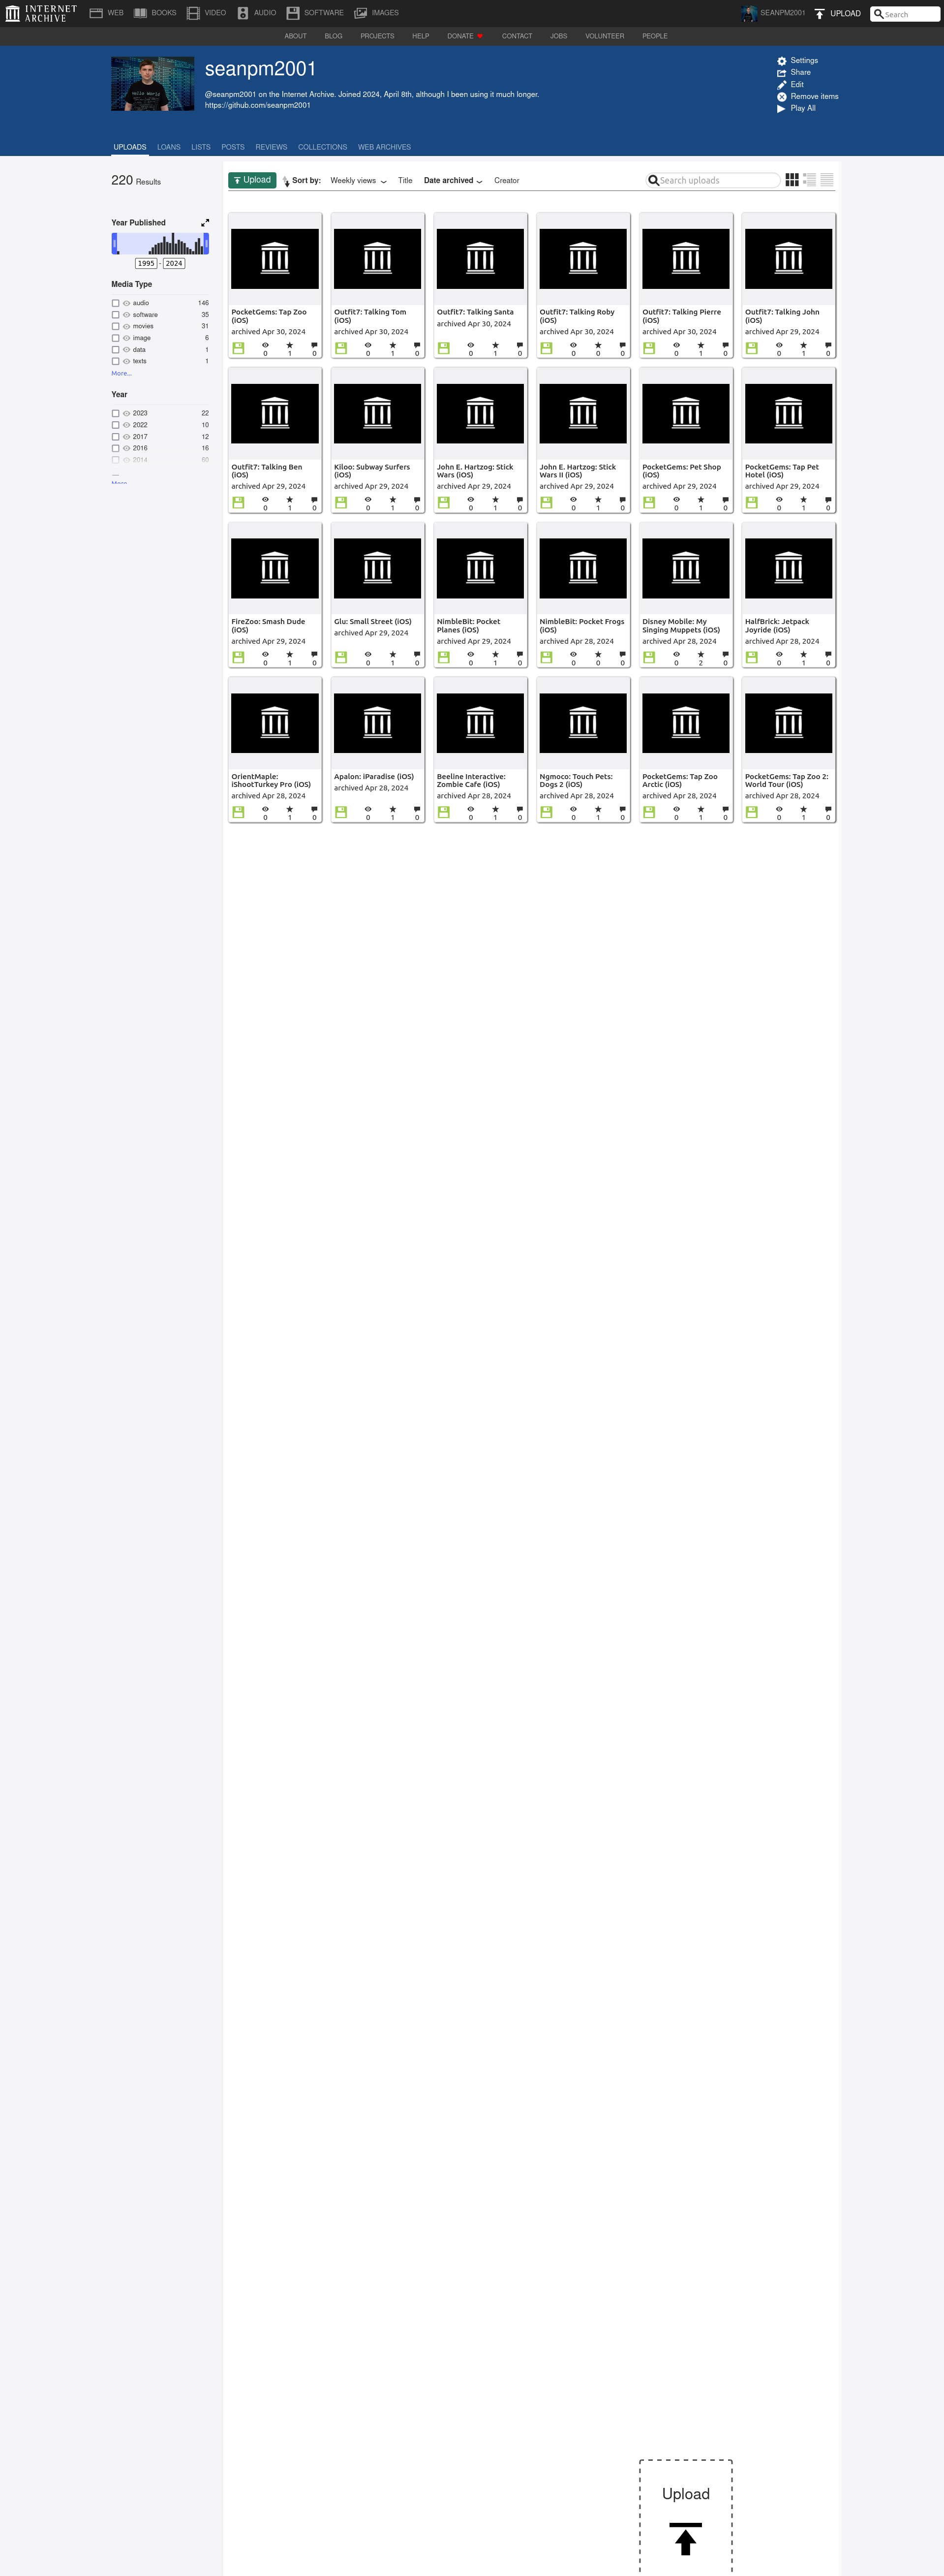 INTERNET
ARCHIVE
WEB BOOKS VIDEO AUDIO SOFTWARE IMAGES
SEANPM2001 UPLOAD Search
ABOUT BLOG PROJECTS HELP DONATE CONTACT JOBS VOLUNTEER PEOPLE
seanpm2001
@seanpm2001 on the Internet Archive. Joined 2024, April 8th, although I been using it much longer.
https://github.com/seanpm2001
Settings
Share
Edit
Remove items
Play All
UPLOADS LOANS LISTS POSTS REVIEWS COLLECTIONS WEB ARCHIVES
220 Results
Upload Sort by: Weekly views Title Date archived Creator Search uploads
Year Published
1995 - 2024
Media Type
audio 146
software 35
movies 31
image 6
data 1
texts 1
More...
Year
2023 22
2022 10
2017 12
2016 16
2014 60
More
PocketGems: Tap Zoo
(iOS)
archived Apr 30, 2024
0 1 0
Outfit7: Talking Tom
(iOS)
archived Apr 30, 2024
0 1 0
Outfit7: Talking Santa
archived Apr 30, 2024
0 1 0
Outfit7: Talking Roby
(iOS)
archived Apr 30, 2024
0 0 0
Outfit7: Talking Pierre
(iOS)
archived Apr 30, 2024
0 1 0
Outfit7: Talking John
(iOS)
archived Apr 29, 2024
0 1 0
Outfit7: Talking Ben
(iOS)
archived Apr 29, 2024
0 1 0
Kiloo: Subway Surfers
(iOS)
archived Apr 29, 2024
0 1 0
John E. Hartzog: Stick
Wars (iOS)
archived Apr 29, 2024
0 1 0
John E. Hartzog: Stick
Wars II (iOS)
archived Apr 29, 2024
0 1 0
PocketGems: Pet Shop
(iOS)
archived Apr 29, 2024
0 1 0
PocketGems: Tap Pet
Hotel (iOS)
archived Apr 29, 2024
0 1 0
FireZoo: Smash Dude
(iOS)
archived Apr 29, 2024
0 1 0
Glu: Small Street (iOS)
archived Apr 29, 2024
0 1 0
NimbleBit: Pocket
Planes (iOS)
archived Apr 29, 2024
0 1 0
NimbleBit: Pocket Frogs
(iOS)
archived Apr 28, 2024
0 0 0
Disney Mobile: My
Singing Muppets (iOS)
archived Apr 28, 2024
0 2 0
HalfBrick: Jetpack
Joyride (iOS)
archived Apr 28, 2024
0 1 0
OrientMaple:
iShootTurkey Pro (iOS)
archived Apr 28, 2024
0 1 0
Apalon: iParadise (iOS)
archived Apr 28, 2024
0 1 0
Beeline Interactive:
Zombie Cafe (iOS)
archived Apr 28, 2024
0 1 0
Ngmoco: Touch Pets:
Dogs 2 (iOS)
archived Apr 28, 2024
0 1 0
PocketGems: Tap Zoo
Arctic (iOS)
archived Apr 28, 2024
0 1 0
PocketGems: Tap Zoo 2:
World Tour (iOS)
archived Apr 28, 2024
0 1 0
Upload